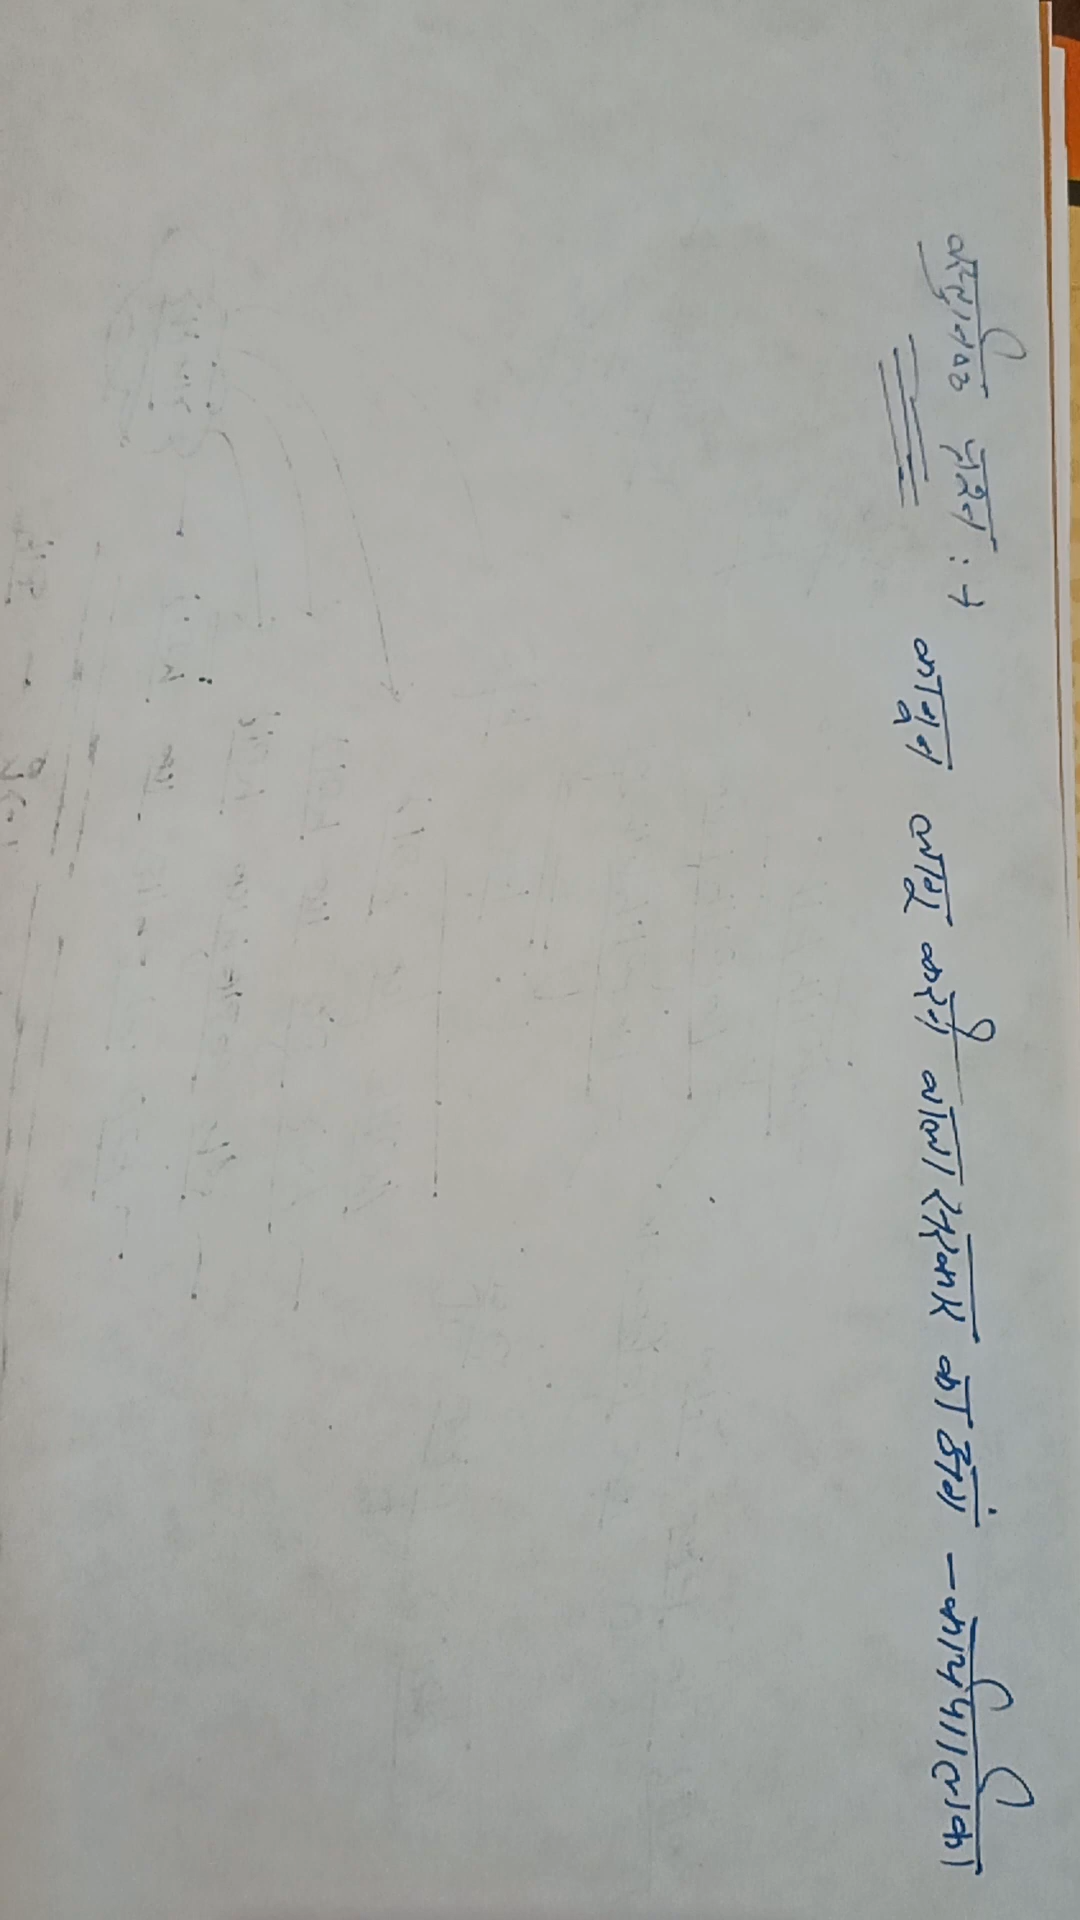 वस्तुनिष्ठ प्रश्न :→ कानून लागू करने वाला सरकार का अंग - कार्यपालिका